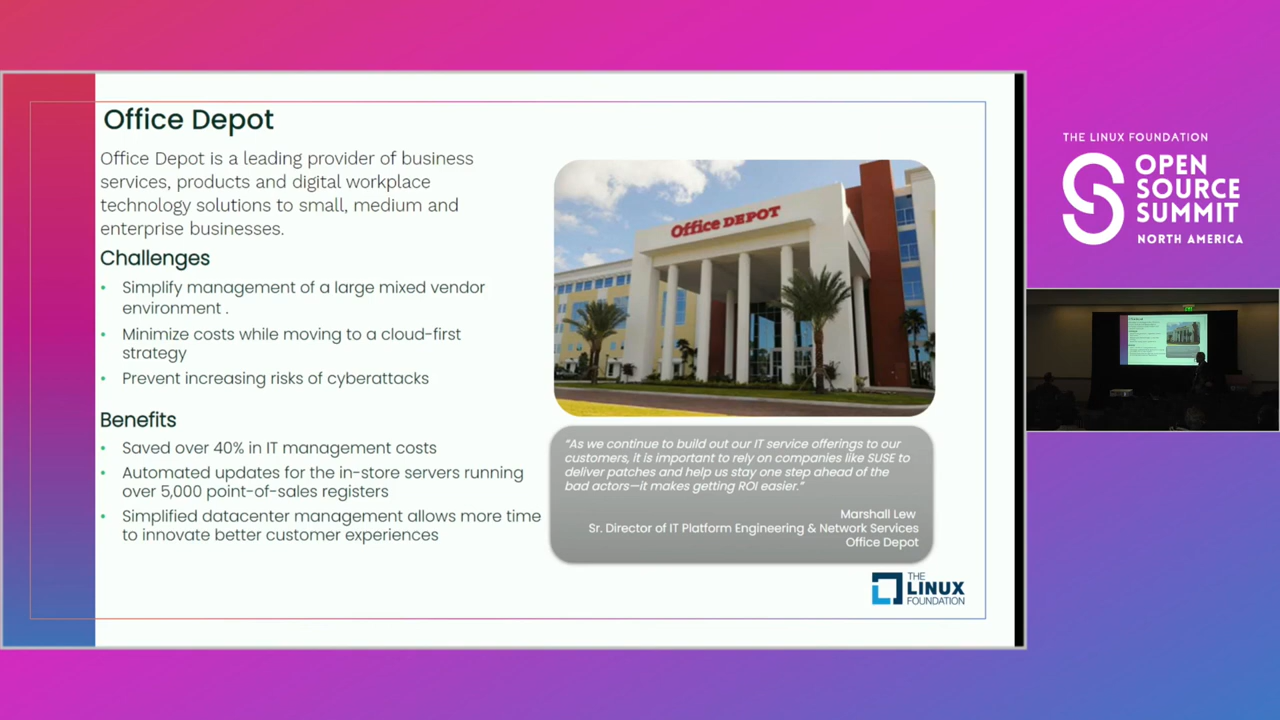 Office Depot
Office Depot is a leading provider of business
services, products and digital workplace
technology solutions to small, medium and
enterprise businesses.
Challenges
• Simplify management of a large mixed vendor
environment .
• Minimize costs while moving to a cloud-first
strategy
• Prevent increasing risks of cyberattacks
Benefits
• Saved over 40% in IT management costs
• Automated updates for the in-store servers running
over 5,000 point-of-sales registers
• Simplified datacenter management allows more time
to innovate better customer experiences
Office DEPOT
“As we continue to build out our IT service offerings to our
customers, it is important to rely on companies like SUSE to
deliver patches and help us stay one step ahead of the
bad actors—it makes getting ROI easier.”
Marshall Lew
Sr. Director of IT Platform Engineering & Network Services
Office Depot
THE
LINUX
FOUNDATION
THE LINUX FOUNDATION
OPEN
SOURCE
SUMMIT
NORTH AMERICA